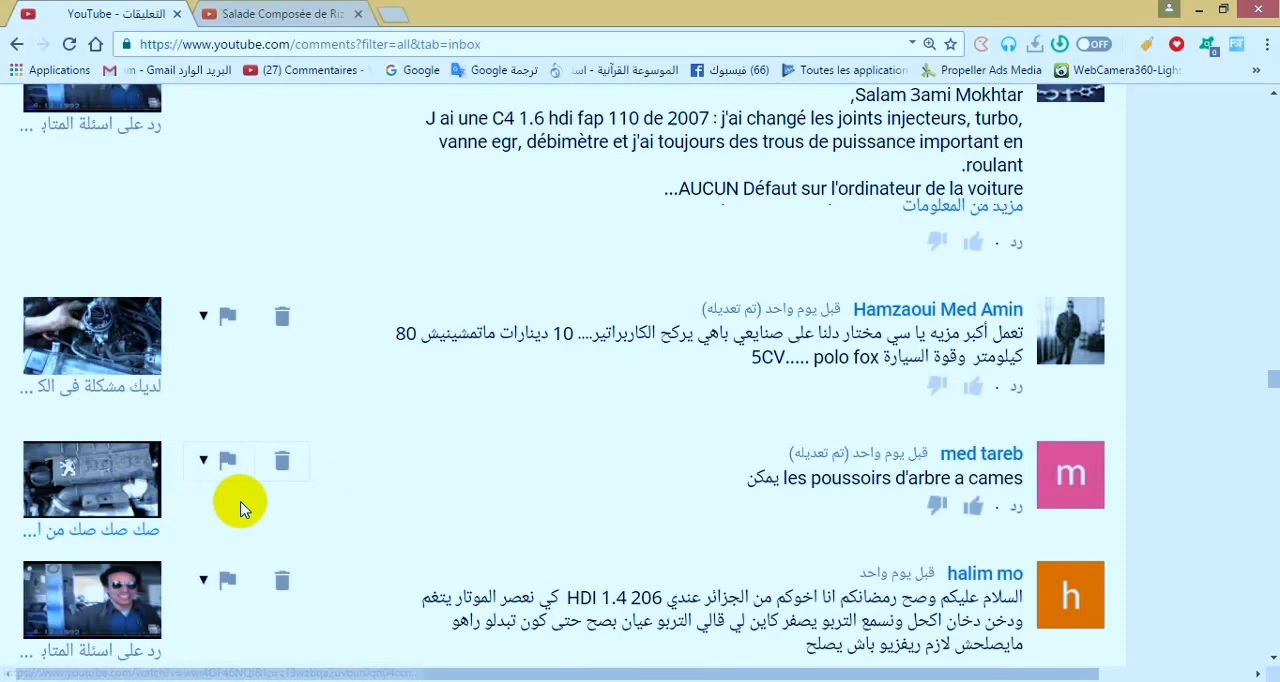 YouTube - التعليقات
Salade Composée de Riz
https://www.youtube.com/comments?filter=all&tab=inbox
OFF
0
Applications
البريد الوارد - Gmail
(27) Commentaires -
Google
ترجمة Google
الموسوعة القرآنية -
(66) فيسبوك
Toutes les application
Propeller Ads Media
WebCamera360-Ligh
»
Salam 3ami Mokhtar,
J ai une C4 1.6 hdi fap 110 de 2007 : j'ai changé les joints injecteurs, turbo,
vanne egr, débimètre et j'ai toujours des trous de puissance important en
roulant.
AUCUN Défaut sur l'ordinateur de la voiture...
مزيد من المعلومات
رد
رد على اسئلة المتابـ ...
Hamzaoui Med Amin قبل يوم واحد (تم تعديله)
تعمل أكبر مزيه يا سي مختار دلنا على صنايعي باهي يركح الكاربراتير.... 10 دينارات ماتمشينيش 80
كيلومتر وقوة السيارة 5CV..... polo fox
رد
لديك مشكلة في الكـ ...
med tareb قبل يوم واحد (تم تعديله)
m
يمكن les poussoirs d'arbre a cames
رد
صك صك صك من ا...
halim mo قبل يوم واحد
h
السلام عليكم وصح رمضانكم انا اخوكم من الجزائر عندي 206 HDI 1.4 كي نعصر الموتار يتغم
ودخن دخان اكحل ونسمع التربو يصفر كاين لي قالي التربو عيان بصح حتى كون تبدلو راهو
مايصلحش لازم ريفزيو باش يصلح
رد على اسئلة المتابـ ...